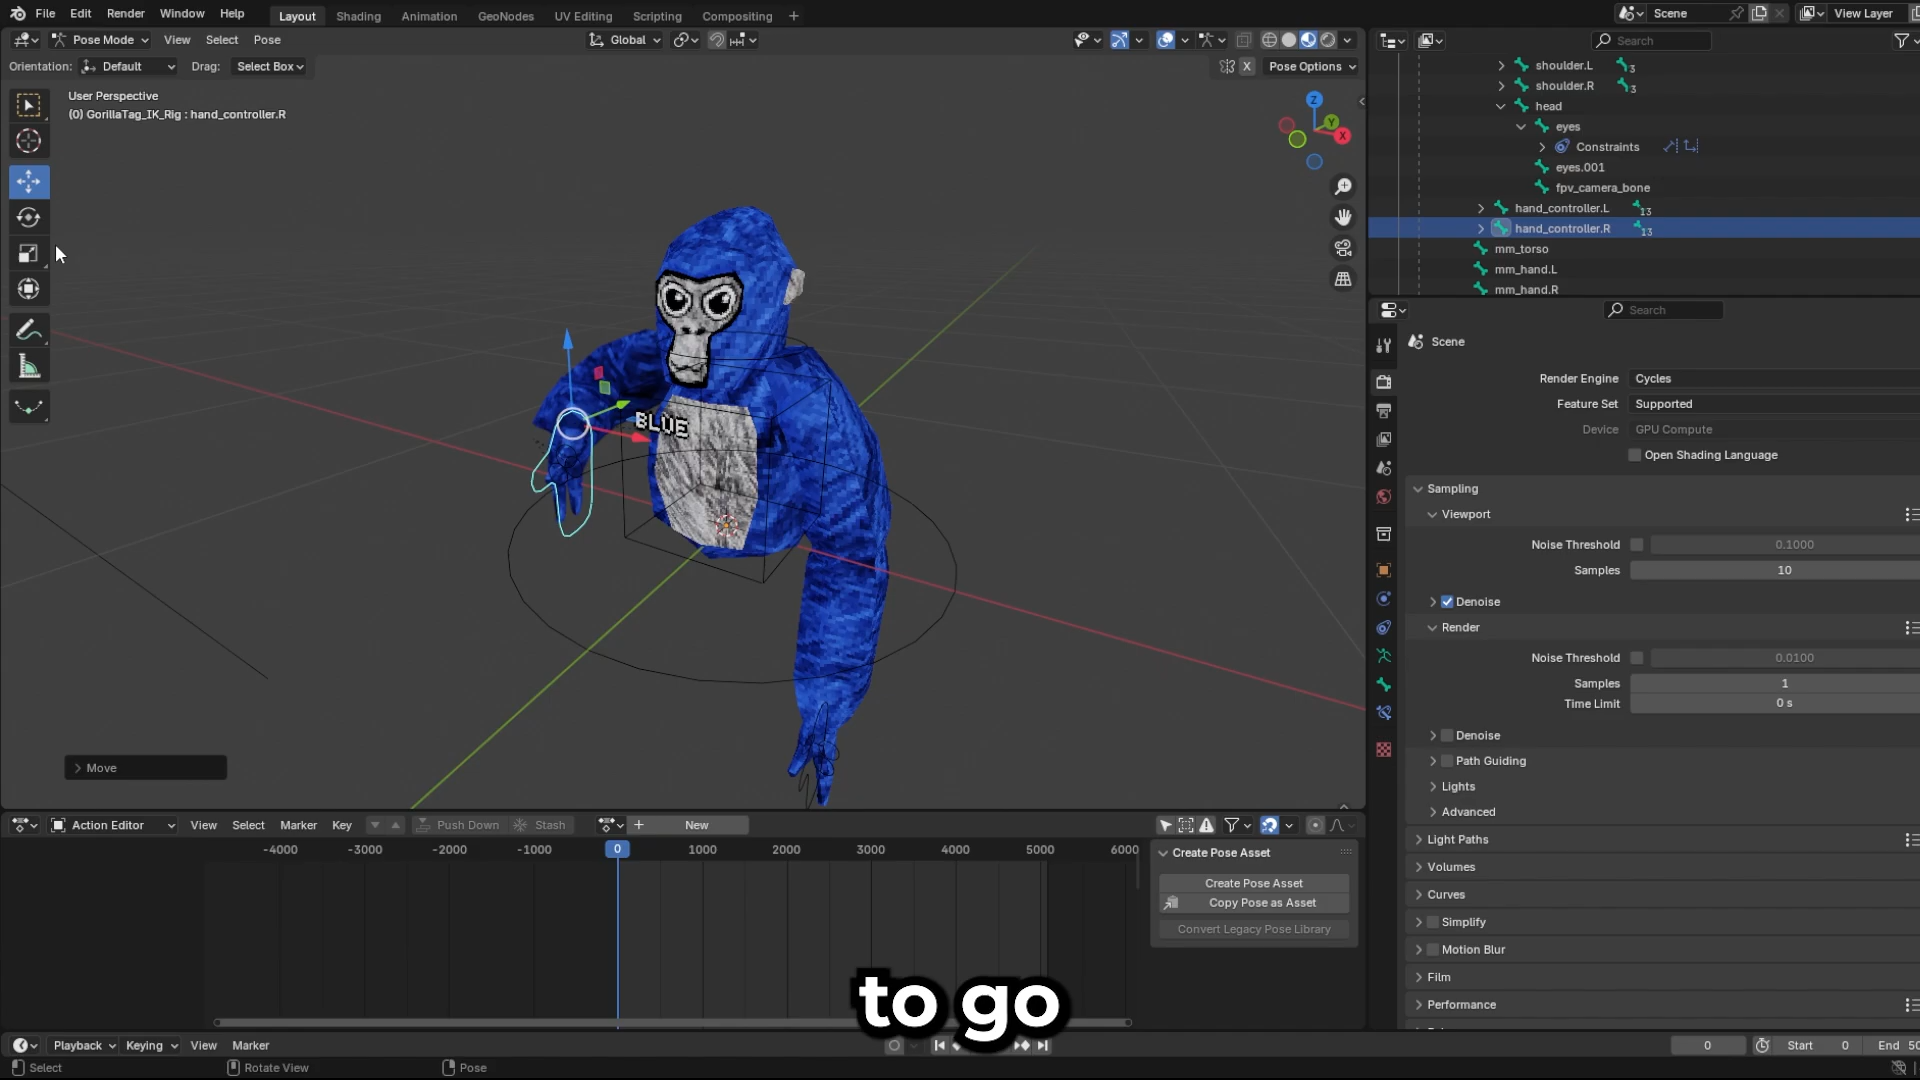 File Edit Render Window Help Layout Shading Animation GeoNodes UV Editing Scripting Compositing Scene View Layer
Pose Mode View Select Pose Global Search
Orientation: Default Drag: Select Box X Pose Options
User Perspective
(0) GorillaTag_IK_Rig : hand_controller.R
Z
Y
X
BLUE
Move
shoulder.L 3
shoulder.R 3
head
eyes
Constraints
eyes.001
fpv_camera_bone
hand_controller.L 13
hand_controller.R 13
mm_torso
mm_hand.L
mm_hand.R
Search
Scene
Render Engine Cycles
Feature Set Supported
Device GPU Compute
Open Shading Language
Sampling
Viewport
Noise Threshold 0.1000
Samples 10
Denoise
Render
Noise Threshold 0.0100
Samples 1
Time Limit 0 s
Denoise
Path Guiding
Lights
Advanced
Light Paths
Volumes
Curves
Simplify
Motion Blur
Film
Performance
Action Editor View Select Marker Key Push Down Stash New
-4000 -3000 -2000 -1000 0 1000 2000 3000 4000 5000 6000
Create Pose Asset
Create Pose Asset
Copy Pose as Asset
Convert Legacy Pose Library
to go
Playback Keying View Marker 0 Start 0 End 50
Select Rotate View Pose